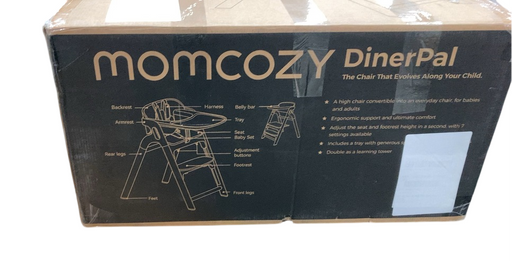 momcozy DinerPal
The Chair That Evolves Along Your Child.
Backrest
Harness
Belly bar
Armrest
Tray
Seat
Baby Set
Rear legs
Adjustment
buttons
Footrest
Front legs
Feet
★ A high chair convertible into an everyday chair, for babies
and adults
★ Ergonomic support and ultimate comfort
★ Adjust the seat and footrest height in a second, with 7
settings available
★ Includes a tray with generous
★ Double as a learning tower